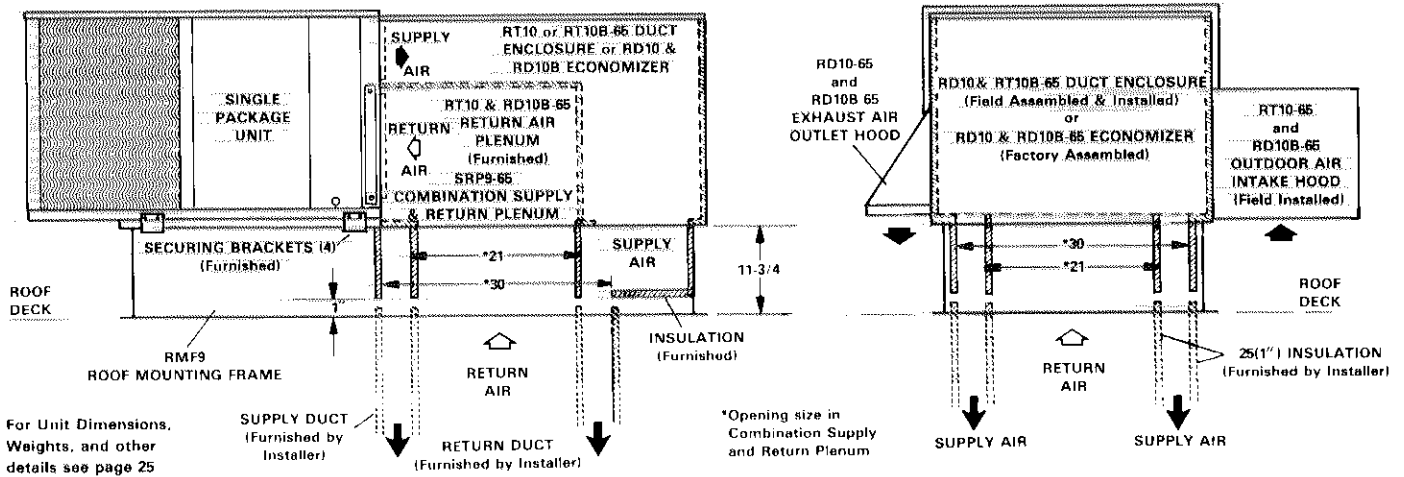 SUPPLY
AIR
RT10 or RT10B-65 DUCT
ENCLOSURE or RD10 &
RD10B ECONOMIZER
SINGLE
PACKAGE
UNIT
RETURN
AIR
RT10 & RD10B-65
RETURN AIR
PLENUM
(Furnished)
SRP9-65
COMBINATION SUPPLY
& RETURN PLENUM
SECURING BRACKETS (4)
(Furnished)
*21
*30
SUPPLY
AIR
11-3/4
ROOF
DECK
1"
RMF9
ROOF MOUNTING FRAME
RETURN
AIR
INSULATION
(Furnished)
For Unit Dimensions,
Weights, and other
details see page 25
SUPPLY DUCT
(Furnished by
Installer)
RETURN DUCT
(Furnished by Installer)
RD10-65
and
RD10B 65
EXHAUST AIR
OUTLET HOOD
RD10& RT10B-65 DUCT ENCLOSURE
(Field Assembled & Installed)
or
RD10 & RD10B-65 ECONOMIZER
(Factory Assembled)
RT10-65
and
RD10B-65
OUTDOOR AIR
INTAKE HOOD
(Field Installed)
*30
*21
ROOF
DECK
RETURN
AIR
25(1") INSULATION
(Furnished by Installer)
*Opening size in
Combination Supply
and Return Plenum
SUPPLY AIR
SUPPLY AIR